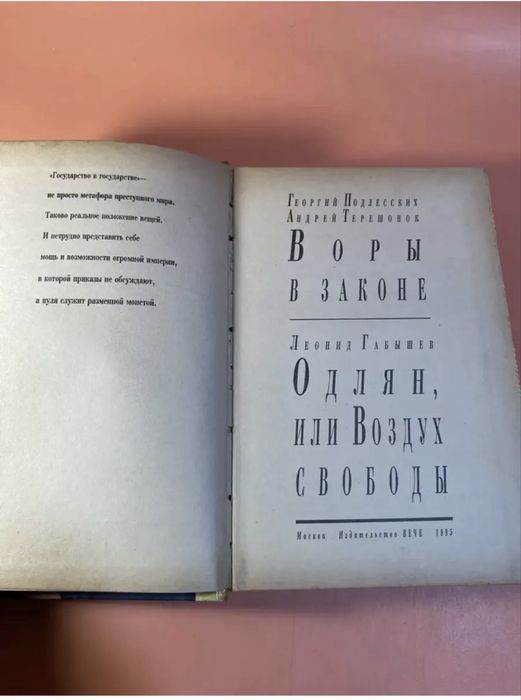 «Государство в государстве»—
не просто метафора преступного мира.
Таково реальное положение вещей.
И нетрудно представить себе
мощь и возможности огромной империи,
в которой приказы не обсуждают,
а пуля служит разменной монетой.
Георгий Подлесских
Андрей Терешонок
Воры
в законе
Леонид Габышев
Одлян,
или Воздух
свободы
Москва Издательство ВЕЧЕ 1995